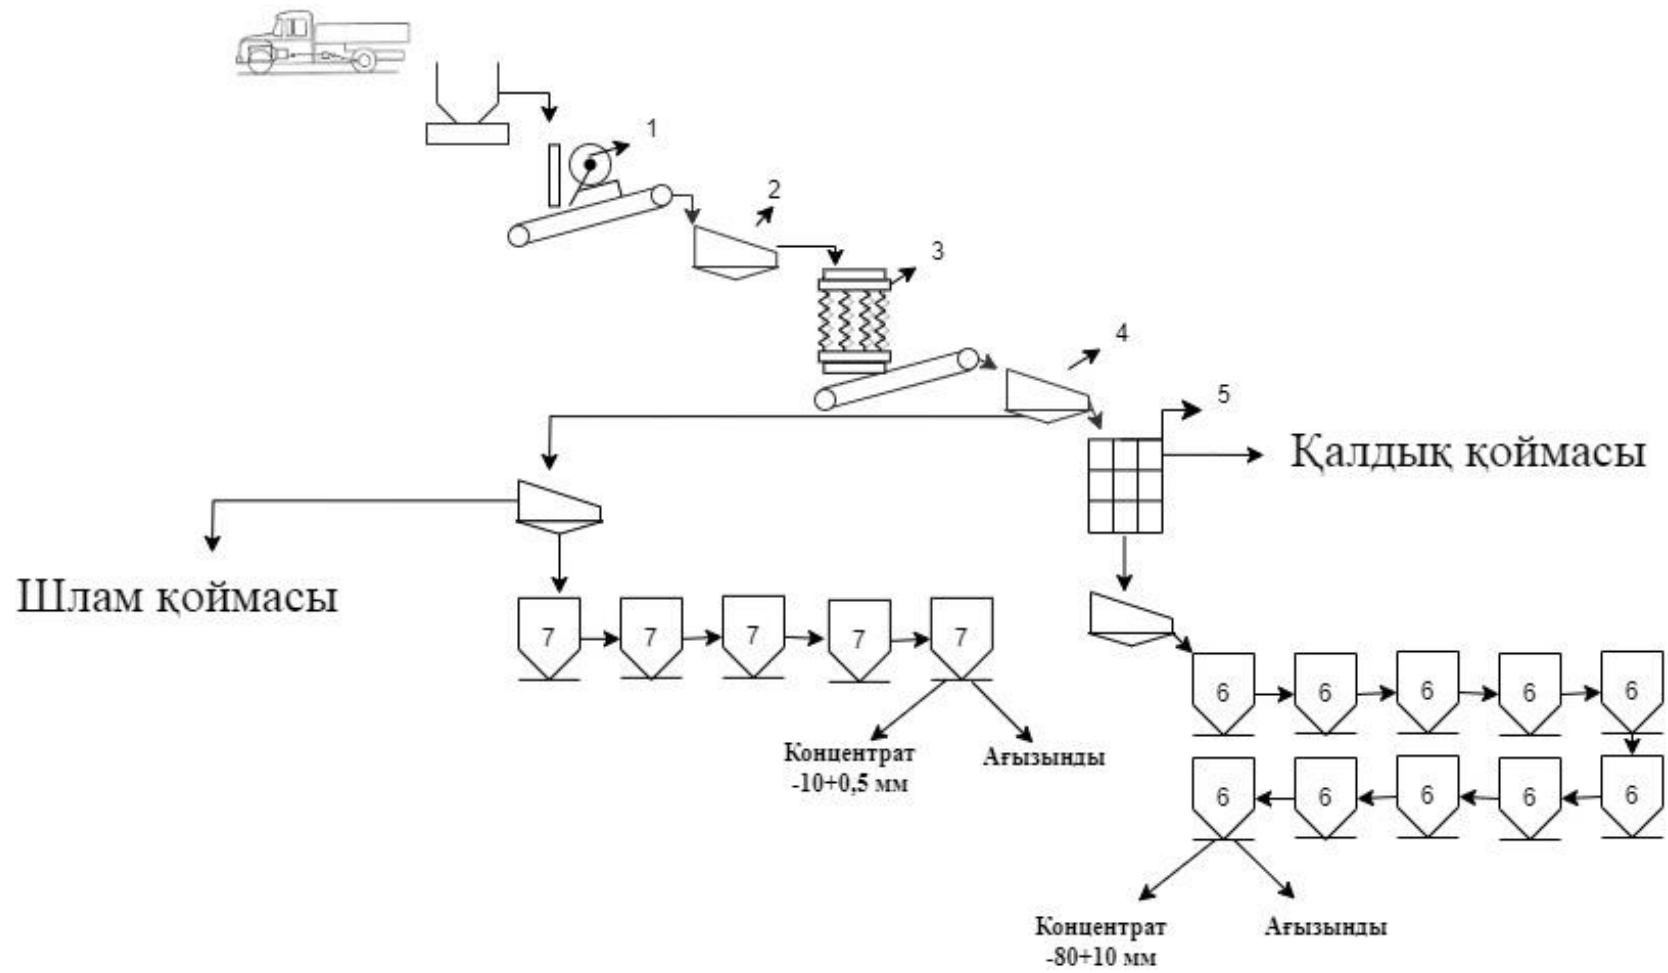 1
2
3
4
5
Қалдық қоймасы
Шлам қоймасы
7 7 7 7 7
6 6 6 6 6
Концентрат
-10+0,5 мм
Ағызынды
6 6 6 6 6
Концентрат
-80+10 мм
Ағызынды